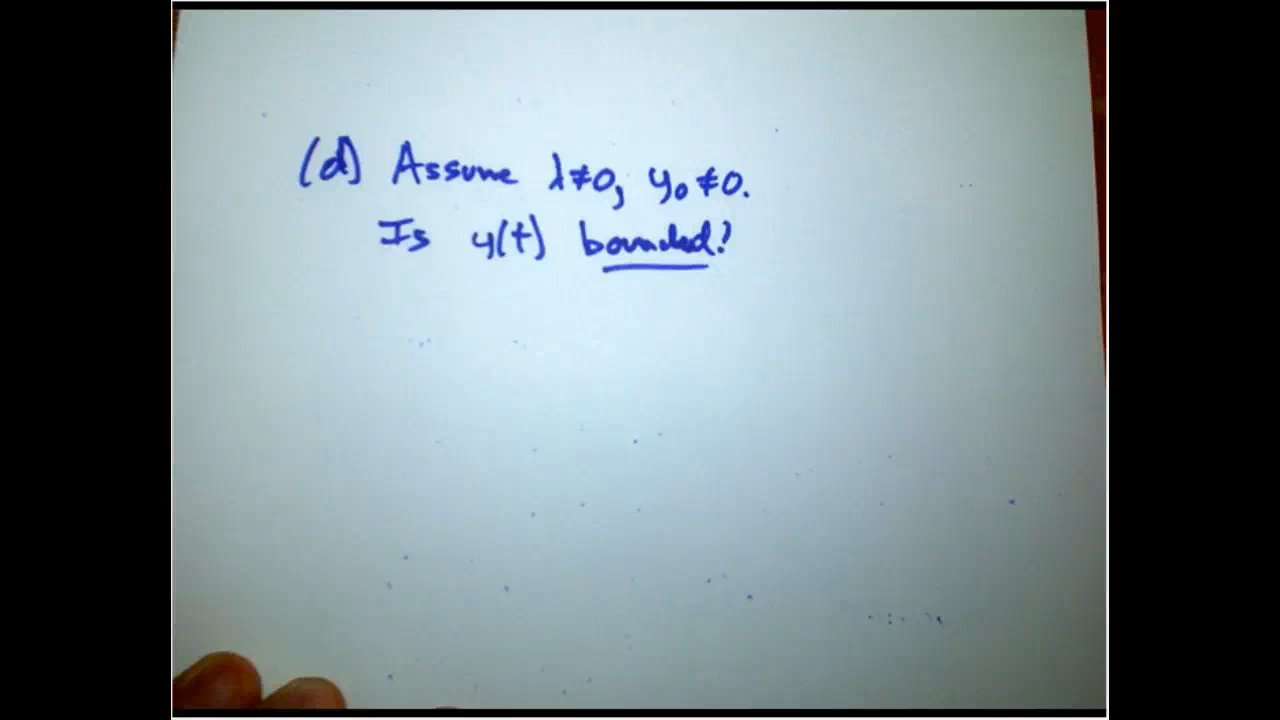 (d) Assume λ≠0, y₀≠0.
Is y(t) bounded?